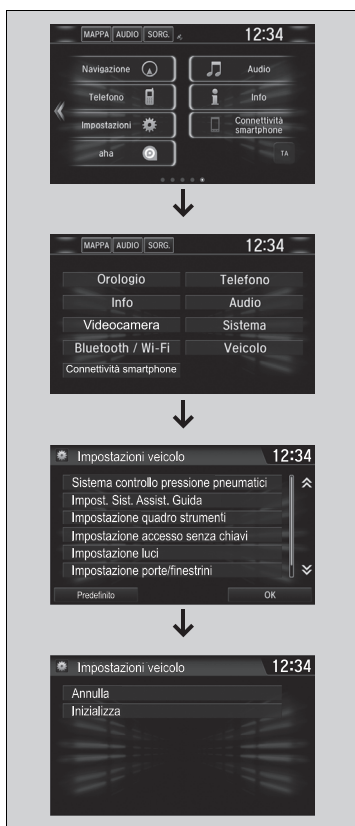 MAPPA AUDIO SORG. 12:34
Navigazione Audio
Telefono Info
Impostazioni Connettività smartphone
aha TA
MAPPA AUDIO SORG. 12:34
Orologio Telefono
Info Audio
Videocamera Sistema
Bluetooth / Wi-Fi Veicolo
Connettività smartphone
Impostazioni veicolo 12:34
Sistema controllo pressione pneumatici
Impost. Sist. Assist. Guida
Impostazione quadro strumenti
Impostazione accesso senza chiavi
Impostazione luci
Impostazione porte/finestrini
Predefinito OK
Impostazioni veicolo 12:34
Annulla
Inizializza